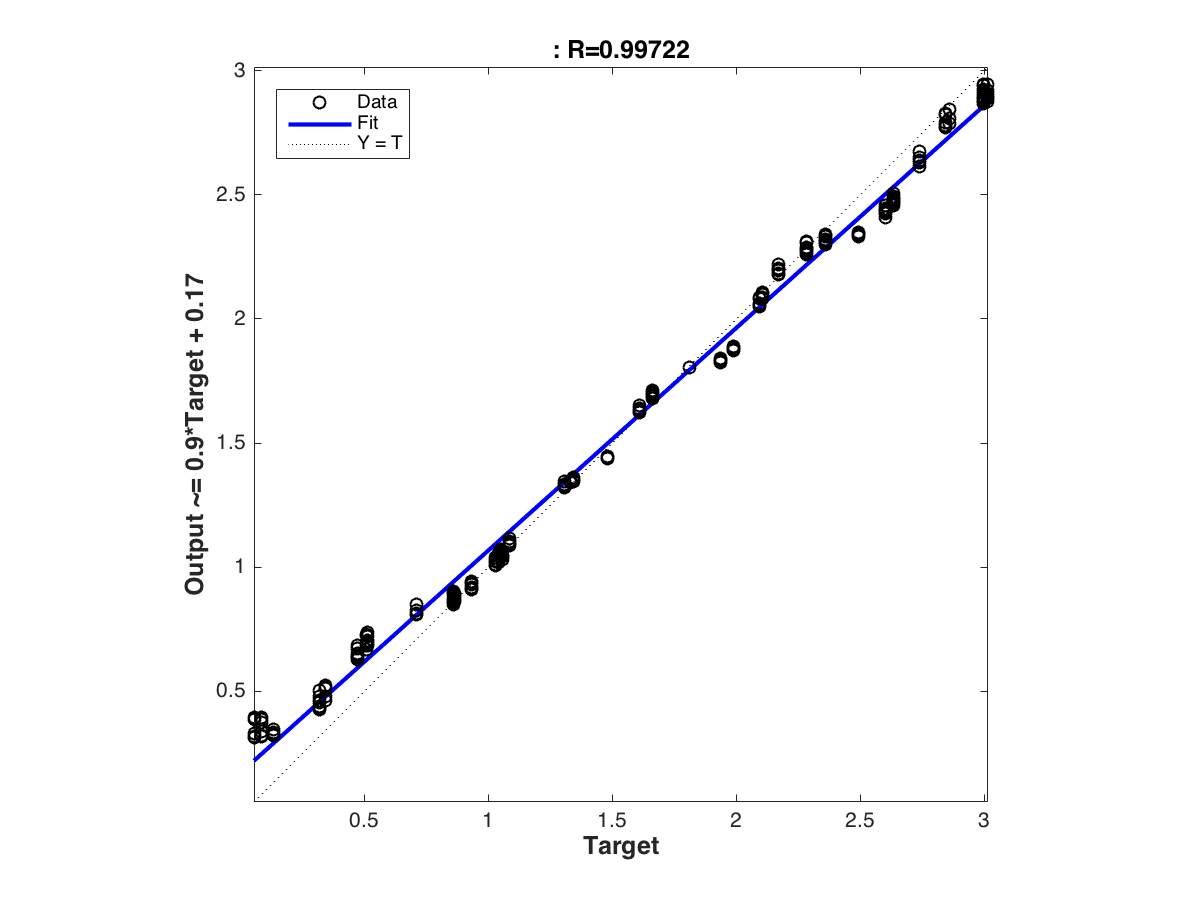 : R=0.99722
Data
Fit
Y = T
3
2.5
2
1.5
1
0.5
Output ~= 0.9*Target + 0.17
0.5 1 1.5 2 2.5 3
Target